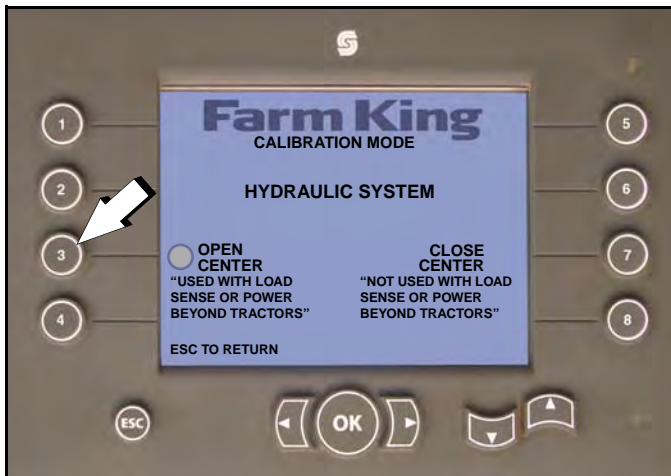 Farm King
CALIBRATION MODE
HYDRAULIC SYSTEM
OPEN
CENTER
“USED WITH LOAD
SENSE OR POWER
BEYOND TRACTORS”
CLOSE
CENTER
“NOT USED WITH LOAD
SENSE OR POWER
BEYOND TRACTORS”
ESC TO RETURN
1
2
3
4
5
6
7
8
ESC
OK